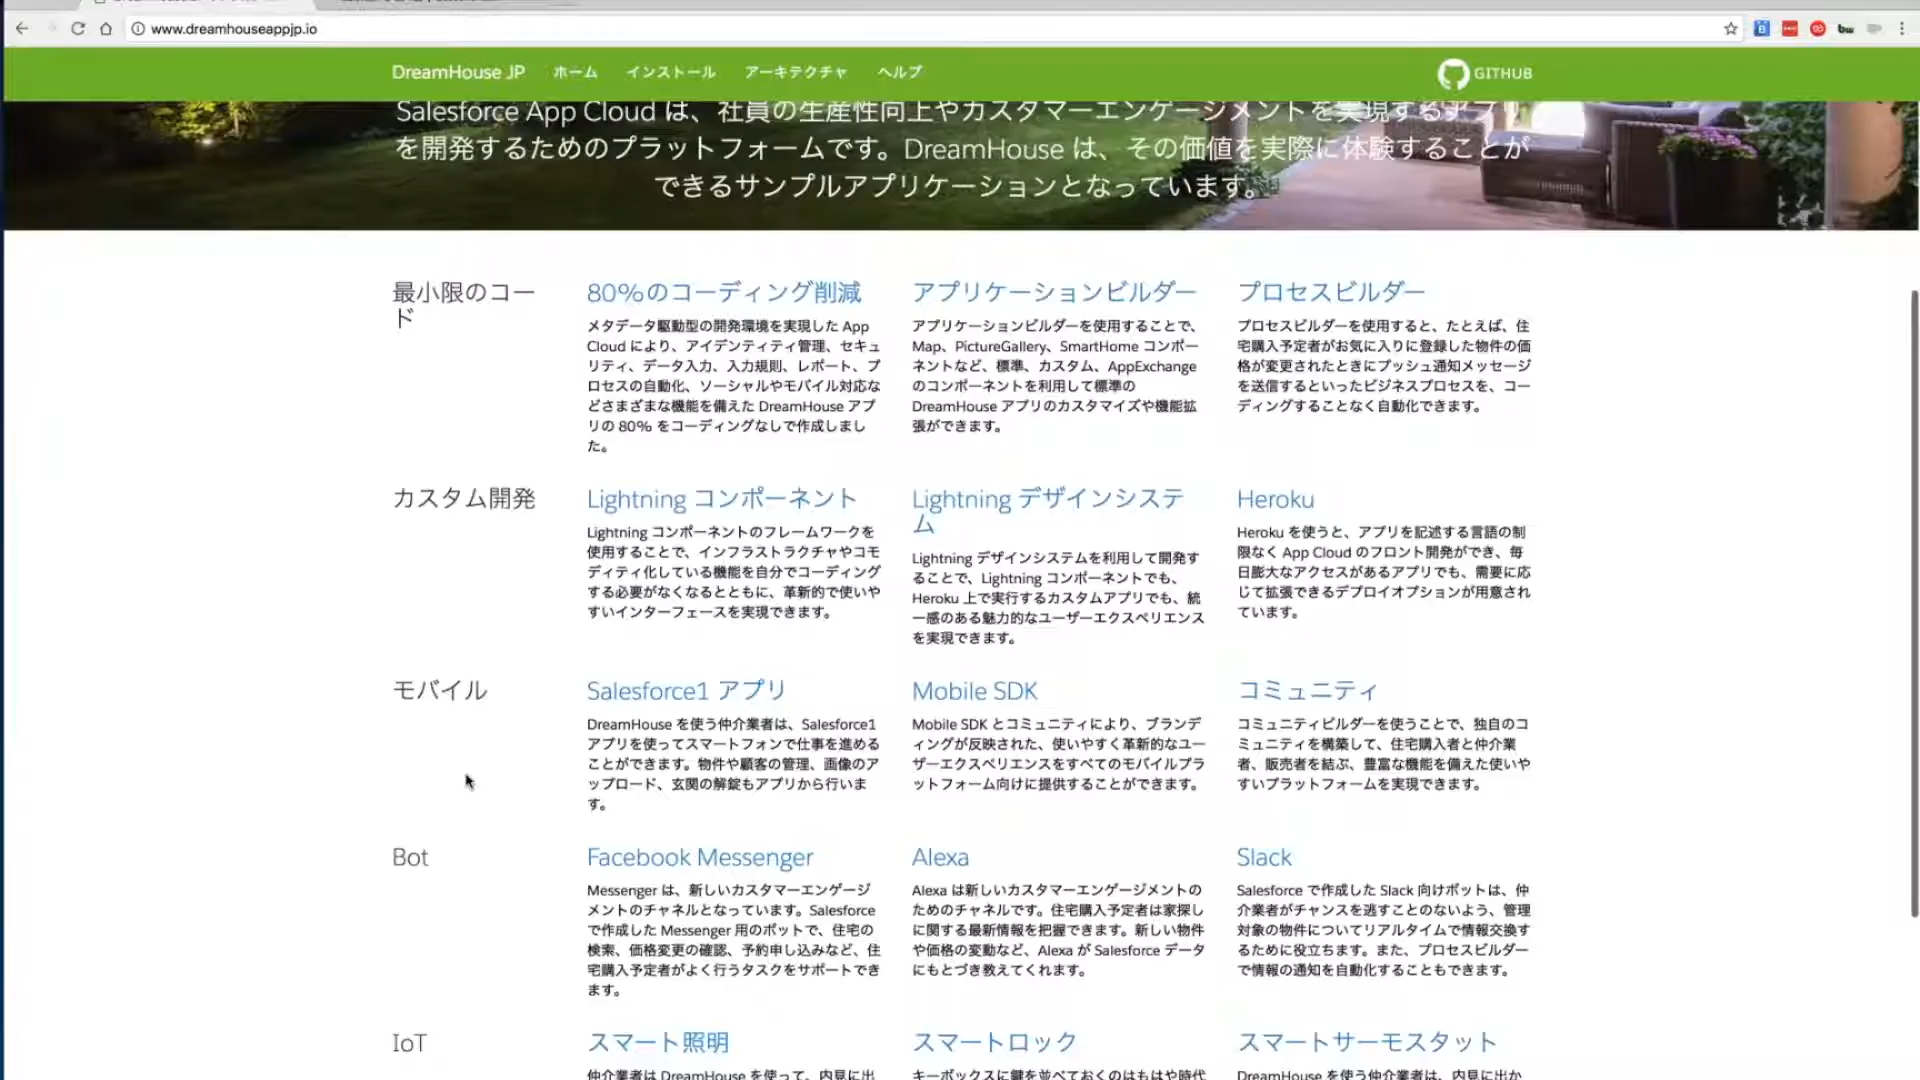 www.dreamhouseappjp.io
DreamHouse JP ホーム インストール アーキテクチャ ヘルプ GITHUB
Salesforce App Cloud は、社員の生産性向上やカスタマーエンゲージメントを実現するアプリ
を開発するためのプラットフォームです。DreamHouse は、その価値を実際に体験することが
できるサンプルアプリケーションとなっています。
最小限のコー
ド
80%のコーディング削減
メタデータ駆動型の開発環境を実現した App
Cloud により、アイデンティティ管理、セキュ
リティ、データ入力、入力規則、レポート、プ
ロセスの自動化、ソーシャルやモバイル対応な
どさまざまな機能を備えた DreamHouse アプ
リの 80% をコーディングなしで作成しまし
た。
アプリケーションビルダー
アプリケーションビルダーを使用することで、
Map、PictureGallery、SmartHome コンポー
ネントなど、標準、カスタム、AppExchange
のコンポーネントを利用して標準の
DreamHouse アプリのカスタマイズや機能拡
張ができます。
プロセスビルダー
プロセスビルダーを使用すると、たとえば、住
宅購入予定者がお気に入りに登録した物件の価
格が変更されたときにプッシュ通知メッセージ
を送信するといったビジネスプロセスを、コー
ディングすることなく自動化できます。
カスタム開発
Lightning コンポーネント
Lightning コンポーネントのフレームワークを
使用することで、インフラストラクチャやコモ
ディティ化している機能を自分でコーディング
する必要がなくなるとともに、革新的で使いや
すいインターフェースを実現できます。
Lightning デザインシステ
ム
Lightning デザインシステムを利用して開発す
ることで、Lightning コンポーネントでも、
Heroku 上で実行するカスタムアプリでも、統
一感のある魅力的なユーザーエクスペリエンス
を実現できます。
Heroku
Heroku を使うと、アプリを記述する言語の制
限なく App Cloud のフロント開発ができ、毎
日膨大なアクセスがあるアプリでも、需要に応
じて拡張できるデプロイオプションが用意され
ています。
モバイル
Salesforce1 アプリ
DreamHouse を使う仲介業者は、Salesforce1
アプリを使ってスマートフォンで仕事を進める
ことができます。物件や顧客の管理、画像のア
ップロード、玄関の解錠もアプリから行いま
す。
Mobile SDK
Mobile SDK とコミュニティにより、ブランデ
ィングが反映された、使いやすく革新的なユー
ザーエクスペリエンスをすべてのモバイルプラ
ットフォーム向けに提供することができます。
コミュニティ
コミュニティビルダーを使うことで、独自のコ
ミュニティを構築して、住宅購入者と仲介業
者、販売者を結ぶ、豊富な機能を備えた使いや
すいプラットフォームを実現できます。
Bot
Facebook Messenger
Messenger は、新しいカスタマーエンゲージ
メントのチャネルとなっています。Salesforce
で作成した Messenger 用のボットで、住宅の
検索、価格変更の確認、予約申し込みなど、住
宅購入予定者がよく行うタスクをサポートでき
ます。
Alexa
Alexa は新しいカスタマーエンゲージメントの
ためのチャネルです。住宅購入予定者は家探し
に関する最新情報を把握できます。新しい物件
や価格の変動など、Alexa が Salesforce データ
にもとづき教えてくれます。
Slack
Salesforce で作成した Slack 向けボットは、仲
介業者がチャンスを逃すことのないよう、管理
対象の物件についてリアルタイムで情報交換す
るために役立ちます。また、プロセスビルダー
で情報の通知を自動化することもできます。
IoT
スマート照明
仲介業者は DreamHouse を使って、内見に出
スマートロック
キーボックスに鍵を並べておくのはもはや時代
スマートサーモスタット
DreamHouse を使う仲介業者は、内見に出か